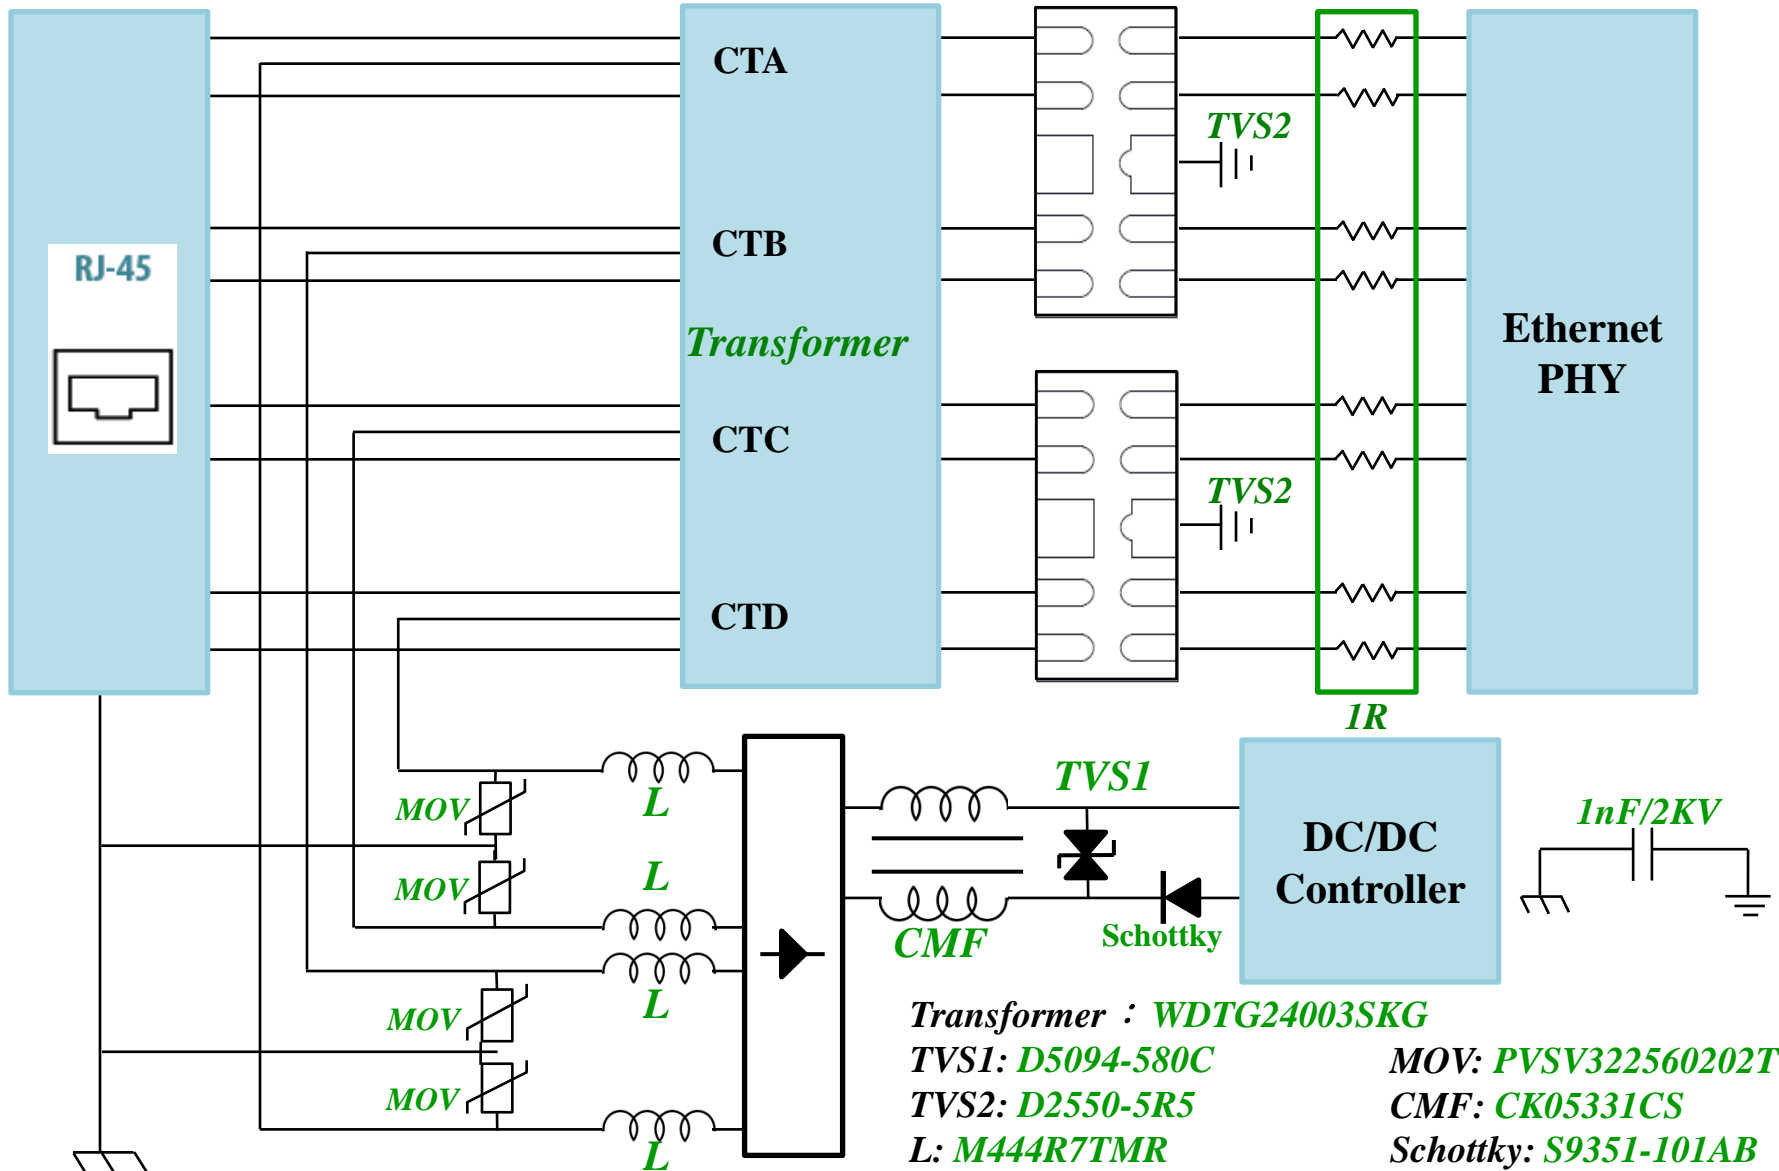 CTA
TVS2
CTB
RJ-45
Transformer
Ethernet
PHY
CTC
TVS2
CTD
1R
MOV
L
TVS1
1nF/2KV
DC/DC
Controller
MOV
L
CMF
Schottky
MOV
L
MOV
L
Transformer : WDTG24003SKG
TVS1: D5094-580C
MOV: PVSV322560202T
TVS2: D2550-5R5
CMF: CK05331CS
L: M444R7TMR
Schottky: S9351-101AB